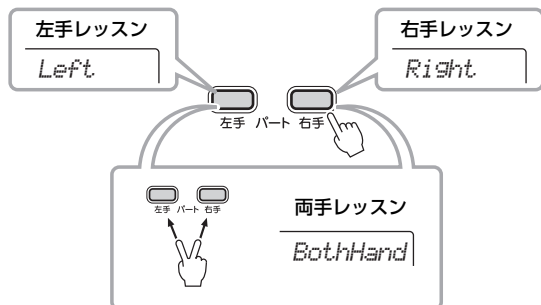 左手レッスン
Left
右手レッスン
Right
左手 パート 右手
左手 パート 右手
両手レッスン
BothHand